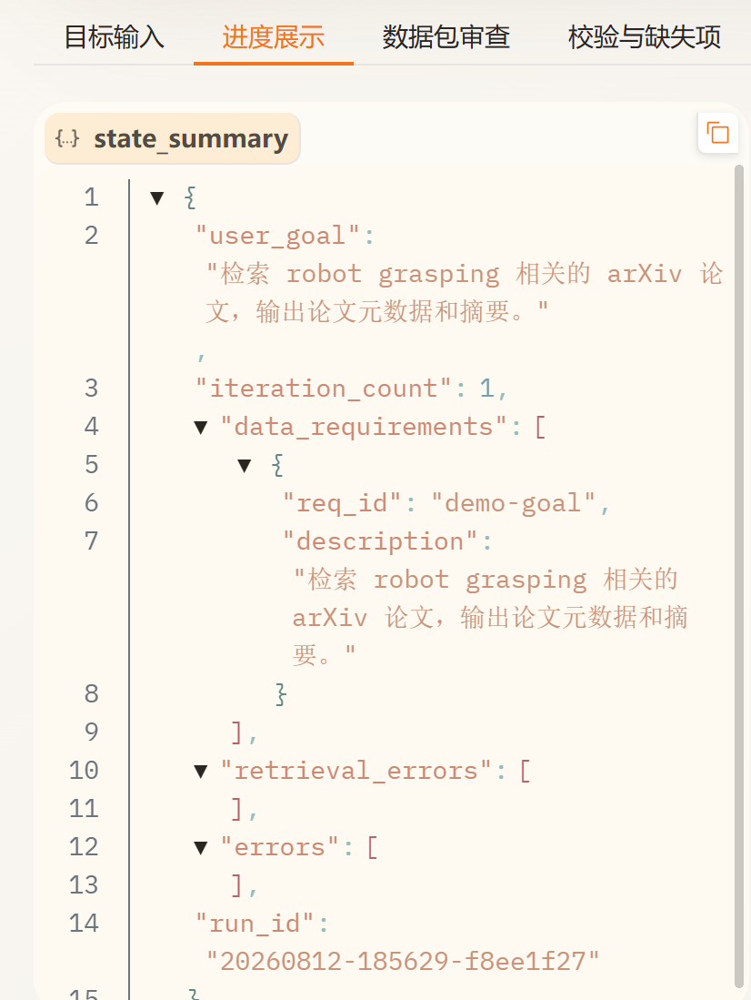 目标输入 进度展示 数据包审查 校验与缺失项
{...} state_summary
1 ▼ {
2 "user_goal":
"检索 robot grasping 相关的 arXiv 论
文，输出论文元数据和摘要。"
,
3 "iteration_count": 1,
4 ▼ "data_requirements": [
5 ▼ {
6 "req_id": "demo-goal",
7 "description":
"检索 robot grasping 相关的
arXiv 论文，输出论文元数据和摘
要。"
8 }
9 ],
10 ▼ "retrieval_errors": [
11 ],
12 ▼ "errors": [
13 ],
14 "run_id":
"20260812-185629-f8ee1f27"
15 }